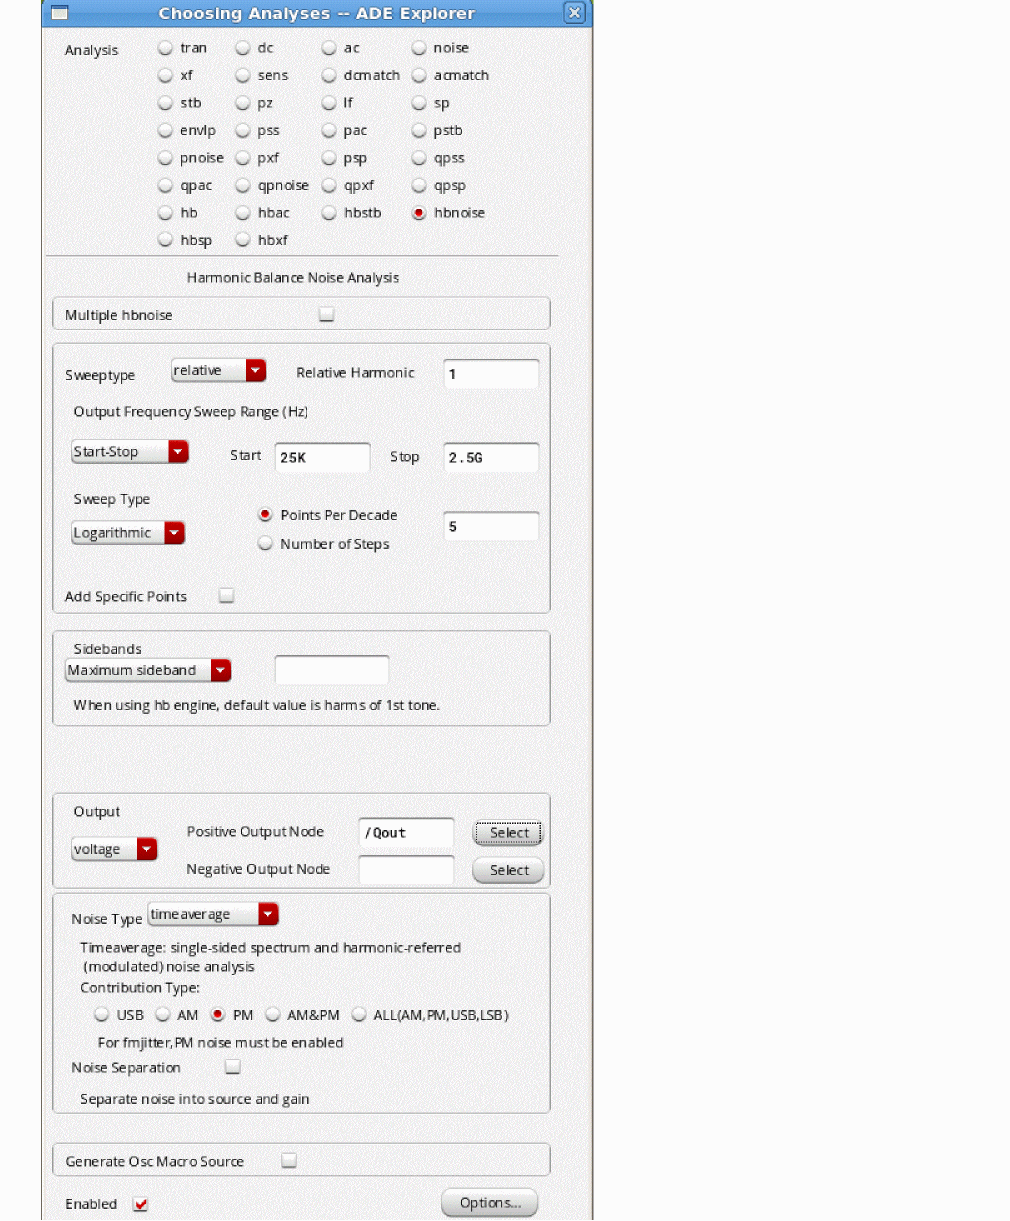 Choosing Analyses -- ADE Explorer
Analysis tran dc ac noise
xf sens dcmatch acmatch
stb pz lf sp
envlp pss pac pstb
pnoise pxf psp qpss
qpac qpnoise qpxf qpsp
hb hbac hbstb hbnoise
hbsp hbxf
Harmonic Balance Noise Analysis
Multiple hbnoise
Sweeptype relative Relative Harmonic 1
Output Frequency Sweep Range (Hz)
Start-Stop Start 25K Stop 2.5G
Sweep Type
Logarithmic Points Per Decade 5
Number of Steps
Add Specific Points
Sidebands
Maximum sideband
When using hb engine, default value is harms of 1st tone.
Output
voltage Positive Output Node /Qout Select
Negative Output Node Select
Noise Type timeaverage
Timeaverage: single-sided spectrum and harmonic-referred
(modulated) noise analysis
Contribution Type:
USB AM PM AM&PM ALL(AM,PM,USB,LSB)
For fmjitter,PM noise must be enabled
Noise Separation
Separate noise into source and gain
Generate Osc Macro Source
Enabled Options...